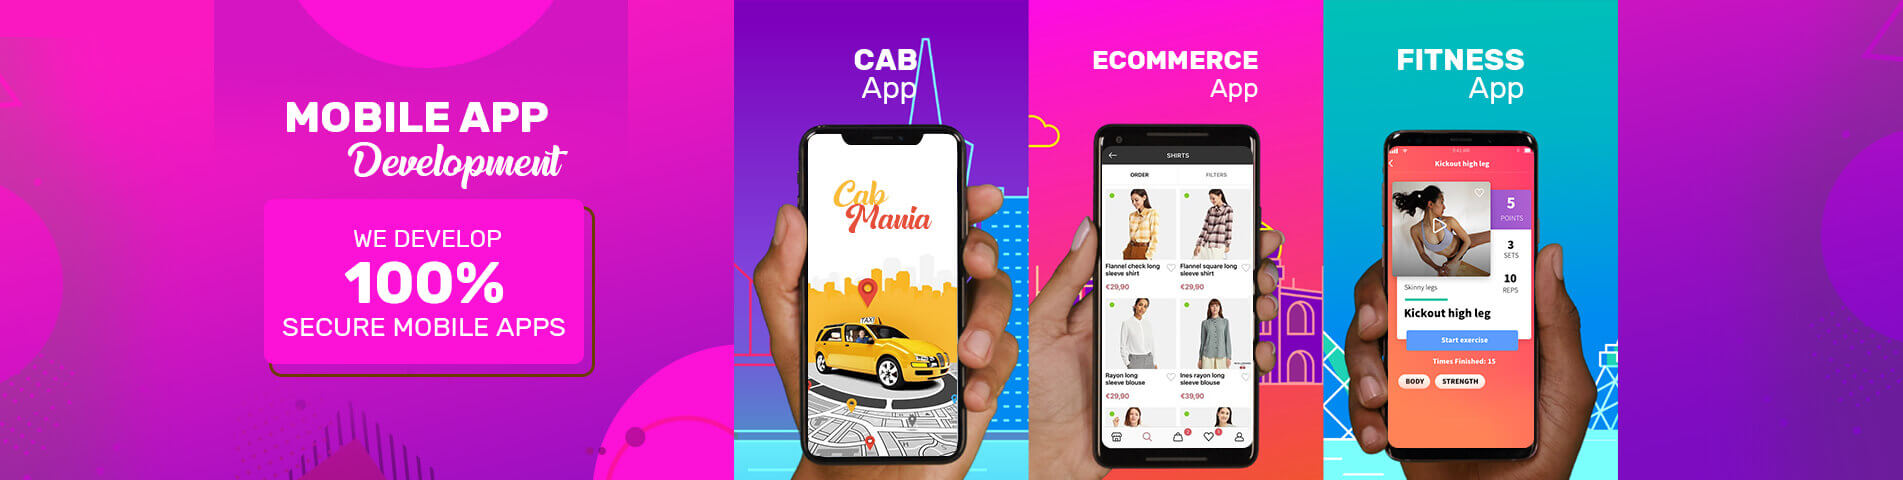 MOBILE APP
Development
WE DEVELOP
100%
SECURE MOBILE APPS
CAB
App
Cab
Mania
TAXI
ECOMMERCE
App
SHIRTS
ORDER
FILTERS
Flannel check long
sleeve shirt
€29,90
Flannel square long
sleeve shirt
€29,90
Rayon long
sleeve blouse
€29,90
Ines rayon long
sleeve blouse
€39,90
FITNESS
App
9:41 AM
Kickout high leg
5
POINTS
3
SETS
10
REPS
Skinny legs
Kickout high leg
Start exercise
Times Finished: 15
BODY
STRENGTH